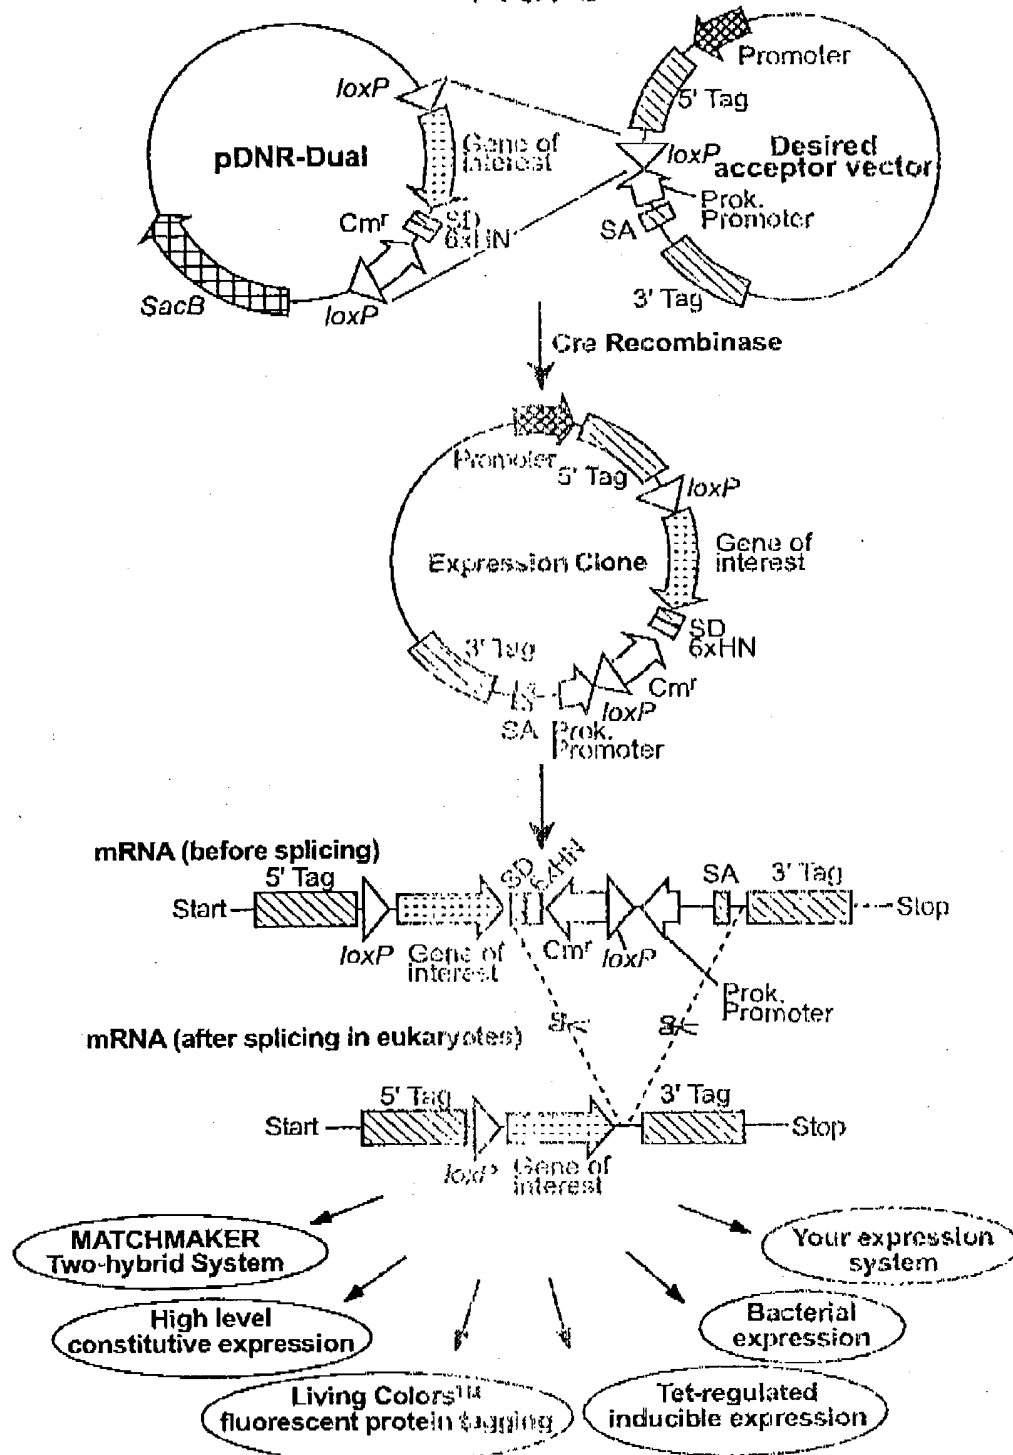 loxP
pDNR-Dual
Gene of
interest
Cmʳ
SD
6xHN
SacB
loxP
Promoter
5' Tag
loxP
Desired
acceptor vector
Prok.
Promoter
SA
3' Tag
Cre Recombinase
Promoter
5' Tag
loxP
Expression Clone
Gene of
interest
SD
6xHN
3' Tag
Cmʳ
loxP
SA
Prok.
Promoter
mRNA (before splicing)
5' Tag
SD
6xHN
SA
3' Tag
Start
Stop
loxP
Gene of
interest
Cmʳ
loxP
Prok.
Promoter
mRNA (after splicing in eukaryotes)
5' Tag
3' Tag
Start
Stop
loxP
Gene of
interest
MATCHMAKER
Two-hybrid System
Your expression
system
High level
constitutive expression
Bacterial
expression
Living Colors™
fluorescent protein tagging
Tet-regulated
inducible expression